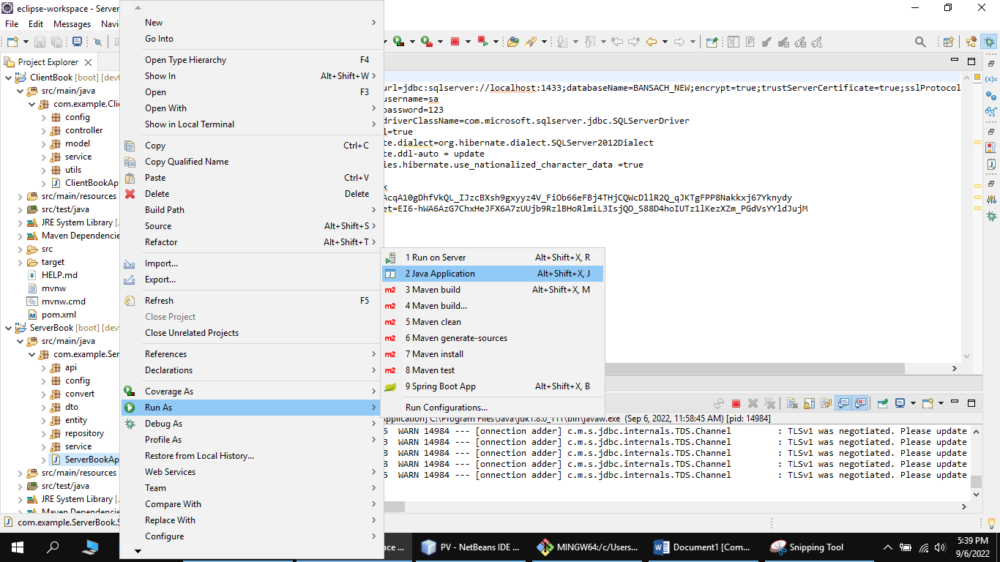 eclipse-workspace - Server
File Edit Messages Navi
Project Explorer
ClientBook [boot] [dev
src/main/java
com.example.Cli
config
controller
model
service
utils
ClientBookAp
src/main/resources
src/test/java
JRE System Library [
Maven Dependencie
src
target
HELP.md
mvnw
mvnw.cmd
pom.xml
ServerBook [boot] [dev
src/main/java
com.example.Ser
api
config
convert
dto
entity
repository
service
ServerBookAp
src/main/resources
src/test/java
JRE System Library [
Maven Dependencie
com.example.ServerBook.S
New
Go Into
Open Type Hierarchy F4
Show In Alt+Shift+W
Open F3
Open With
Show in Local Terminal
Copy Ctrl+C
Copy Qualified Name
Paste Ctrl+V
Delete Delete
Build Path
Source Alt+Shift+S
Refactor Alt+Shift+T
Import...
Export...
Refresh F5
Close Project
Close Unrelated Projects
References
Declarations
Coverage As
Run As
Debug As
Profile As
Restore from Local History...
Web Services
Team
Compare With
Replace With
Configure
1 Run on Server Alt+Shift+X, R
2 Java Application Alt+Shift+X, J
3 Maven build Alt+Shift+X, M
4 Maven build...
5 Maven clean
6 Maven generate-sources
7 Maven install
8 Maven test
9 Spring Boot App Alt+Shift+X, B
Run Configurations...
url=jdbc:sqlserver://localhost:1433;databaseName=BANSACH_NEW;encrypt=true;trustServerCertificate=true;sslProtocol
username=sa
password=123
driverClassName=com.microsoft.sqlserver.jdbc.SQLServerDriver
l=true
te.dialect=org.hibernate.dialect.SQLServer2012Dialect
te.ddl-auto = update
ies.hibernate.use_nationalized_character_data =true
x
AcqA10gDhfVkQL_IJzcBXsh9gxyyz4V_FiOb66eFBj4THjCQWcDllR2Q_qJKTgFPP8Nakkxj67Yknydy
et=EI6-hWA6AzG7ChxHeJFX6A7zUUjb9RzlBHoRlmiL3IsjQO_S88D4hoIUTz1lKezXZm_PGdVsYYldJujM
Application] C:\Program Files\Java\jdk1.8.0_111\bin\javaw.exe (Sep 6, 2022, 11:58:45 AM) [pid: 14984]
5 WARN 14984 --- [onnection adder] c.m.s.jdbc.internals.TDS.Channel : TLSv1 was negotiated. Please update
3 WARN 14984 --- [onnection adder] c.m.s.jdbc.internals.TDS.Channel : TLSv1 was negotiated. Please update
8 WARN 14984 --- [onnection adder] c.m.s.jdbc.internals.TDS.Channel : TLSv1 was negotiated. Please update
8 WARN 14984 --- [onnection adder] c.m.s.jdbc.internals.TDS.Channel : TLSv1 was negotiated. Please update
5 WARN 14984 --- [onnection adder] c.m.s.jdbc.internals.TDS.Channel : TLSv1 was negotiated. Please update
ace ...
PV - NetBeans IDE ...
MINGW64:/c/Users...
Document1 [Com...
Snipping Tool
5:39 PM
9/6/2022